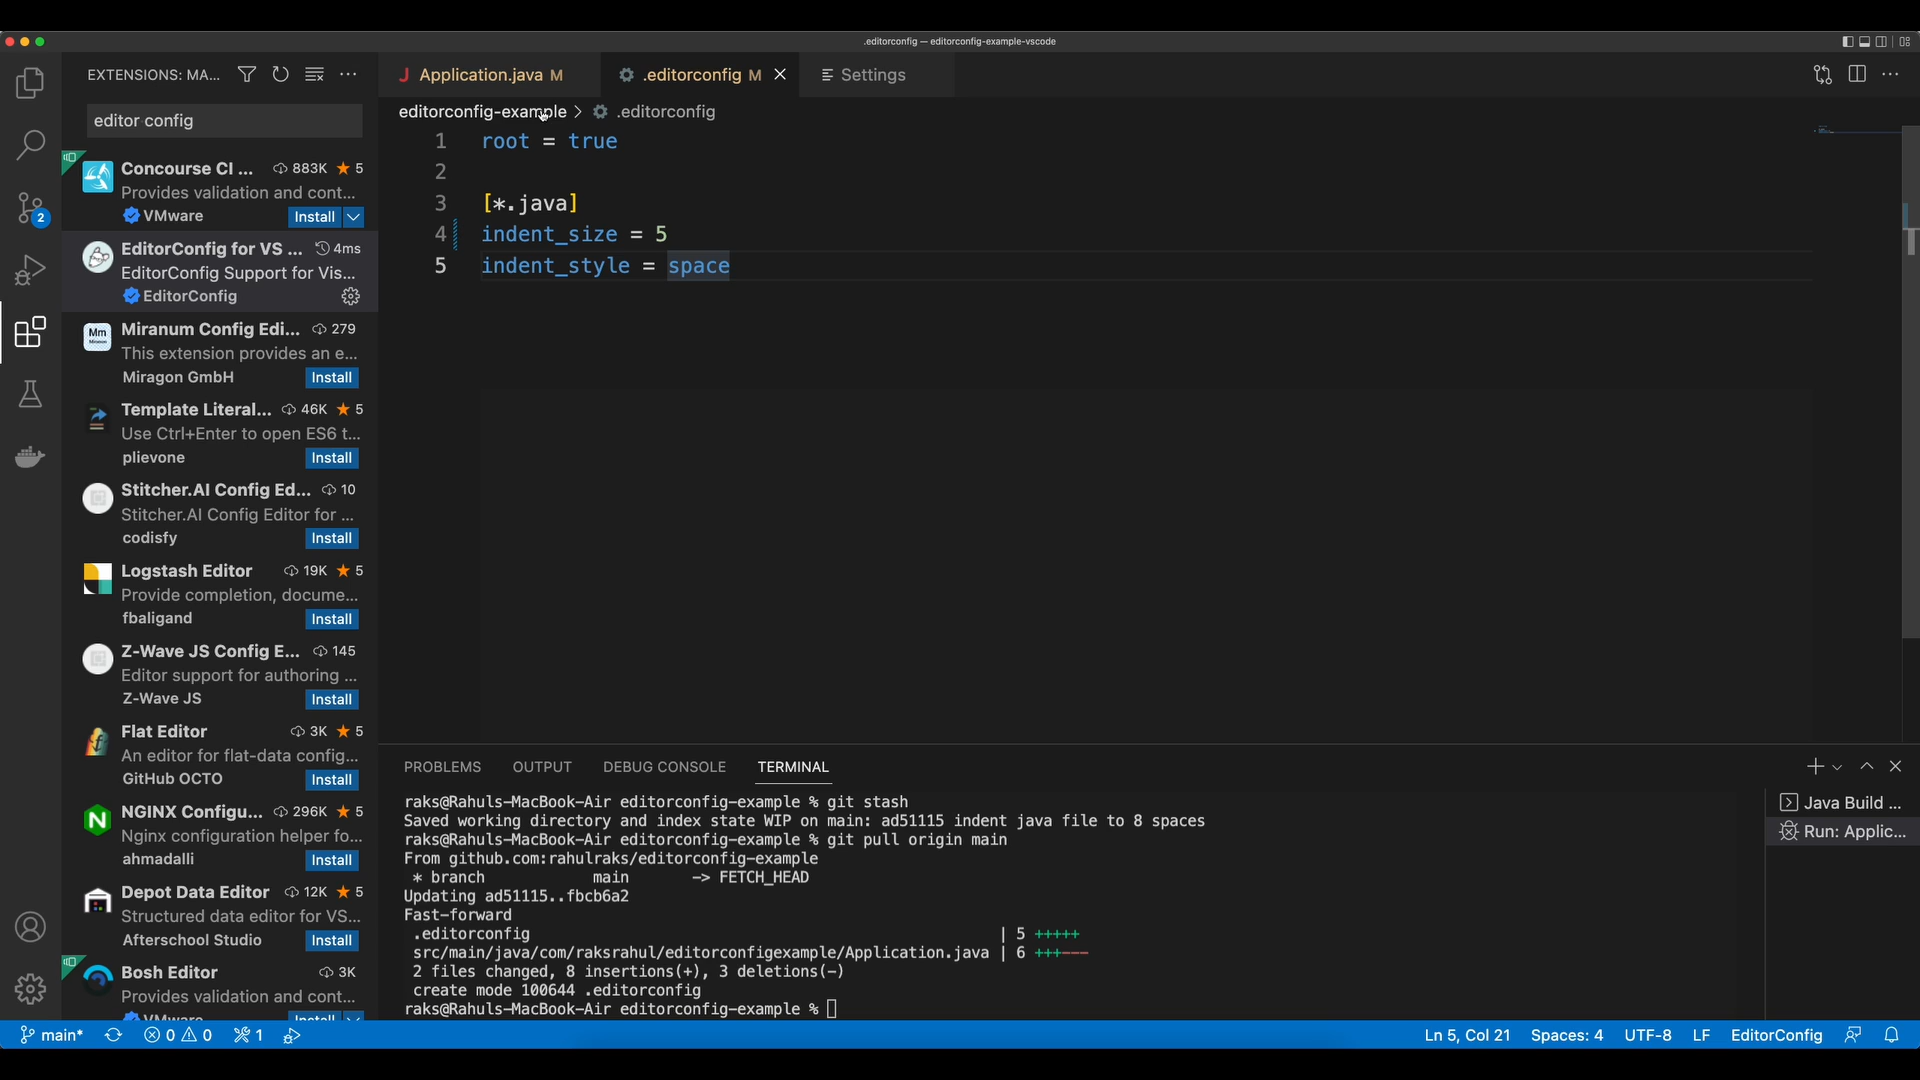 .editorconfig — editorconfig-example-vscode
EXTENSIONS: MA...
editor config
Concourse CI ... 883K ★ 5
Provides validation and cont...
VMware Install
EditorConfig for VS ... 4ms
EditorConfig Support for Vis...
EditorConfig
Mm
Miranum
Miranum Config Edi... 279
This extension provides an e...
Miragon GmbH Install
Template Literal... 46K ★ 5
Use Ctrl+Enter to open ES6 t...
plievone Install
Stitcher.AI Config Ed... 10
Stitcher.AI Config Editor for ...
codisfy Install
Logstash Editor 19K ★ 5
Provide completion, docume...
fbaligand Install
Z-Wave JS Config E... 145
Editor support for authoring ...
Z-Wave JS Install
Flat Editor 3K ★ 5
An editor for flat-data config...
GitHub OCTO Install
N
NGINX Configu... 296K ★ 5
Nginx configuration helper fo...
ahmadalli Install
Depot Data Editor 12K ★ 5
Structured data editor for VS...
Afterschool Studio Install
Bosh Editor 3K
Provides validation and cont...
VMware Install
2
J Application.java M
.editorconfig M
Settings
editorconfig-example > .editorconfig
1 root = true
2
3 [*.java]
4 indent_size = 5
5 indent_style = space
PROBLEMS OUTPUT DEBUG CONSOLE TERMINAL
raks@Rahuls-MacBook-Air editorconfig-example % git stash
Saved working directory and index state WIP on main: ad51115 indent java file to 8 spaces
raks@Rahuls-MacBook-Air editorconfig-example % git pull origin main
From github.com:rahulraks/editorconfig-example
* branch main -> FETCH_HEAD
Updating ad51115..fbcb6a2
Fast-forward
.editorconfig | 5 +++++
src/main/java/com/raksrahul/editorconfigexample/Application.java | 6 +++---
2 files changed, 8 insertions(+), 3 deletions(-)
create mode 100644 .editorconfig
raks@Rahuls-MacBook-Air editorconfig-example %
Java Build ...
Run: Applic...
main* 0 0 1
Ln 5, Col 21 Spaces: 4 UTF-8 LF EditorConfig